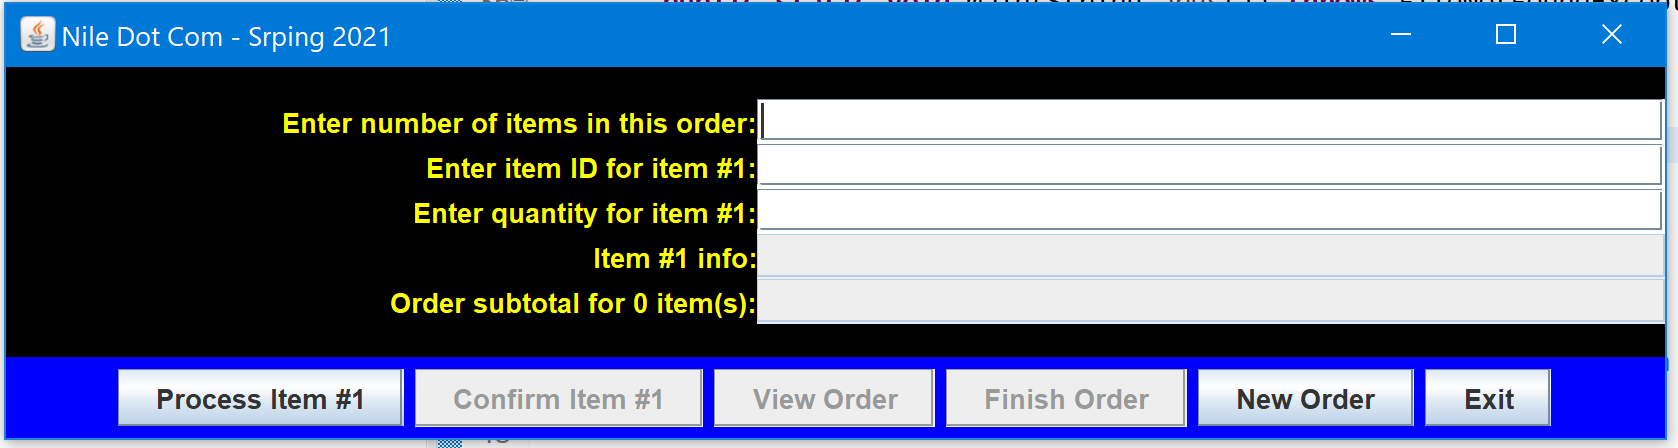 Nile Dot Com - Srping 2021
Enter number of items in this order:
Enter item ID for item #1:
Enter quantity for item #1:
Item #1 info:
Order subtotal for 0 item(s):
Process Item #1 Confirm Item #1 View Order Finish Order New Order Exit